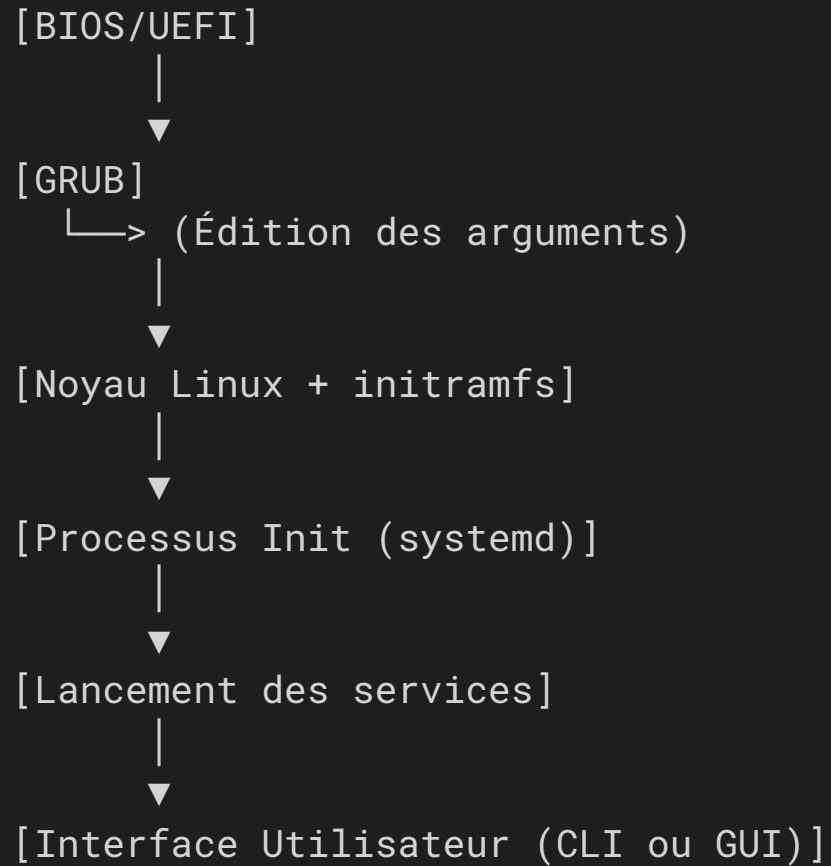 [BIOS/UEFI]
│
▼
[GRUB]
└──> (Édition des arguments)
│
▼
[Noyau Linux + initramfs]
│
▼
[Processus Init (systemd)]
│
▼
[Lancement des services]
│
▼
[Interface Utilisateur (CLI ou GUI)]